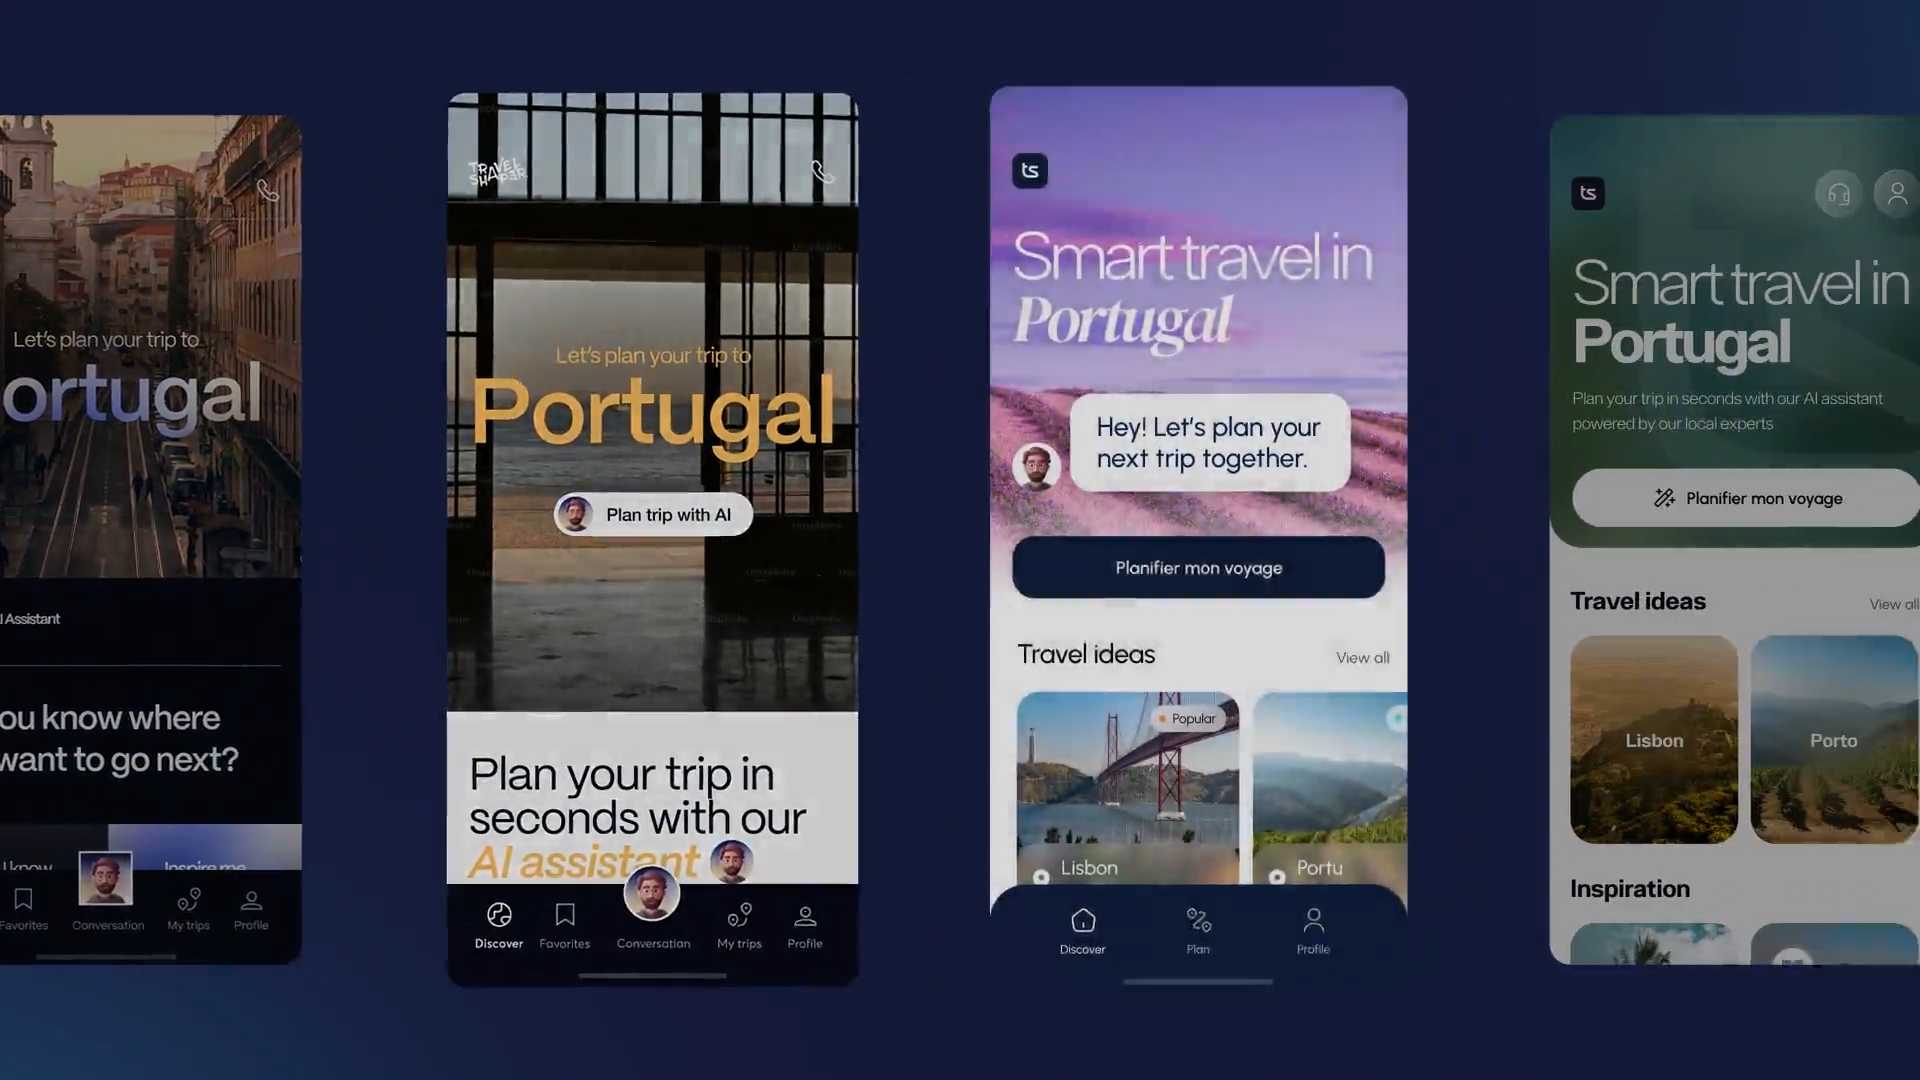 Let's plan your trip to
ortugal
I Assistant
ou know where
want to go next?
I know
Inspire me
Favorites
Conversation
My trips
Profile
TRAVEL
SHAPER
Let's plan your trip to
Portugal
Plan trip with AI
Plan your trip in
seconds with our
AI assistant
Discover
Favorites
Conversation
My trips
Profile
ts
Smart travel in
Portugal
Hey! Let's plan your
next trip together.
Planifier mon voyage
Travel ideas
View all
Popular
Lisbon
Portu
Discover
Plan
Profile
ts
Smart travel in
Portugal
Plan your trip in seconds with our AI assistant
powered by our local experts
Planifier mon voyage
Travel ideas
View all
Lisbon
Porto
Inspiration